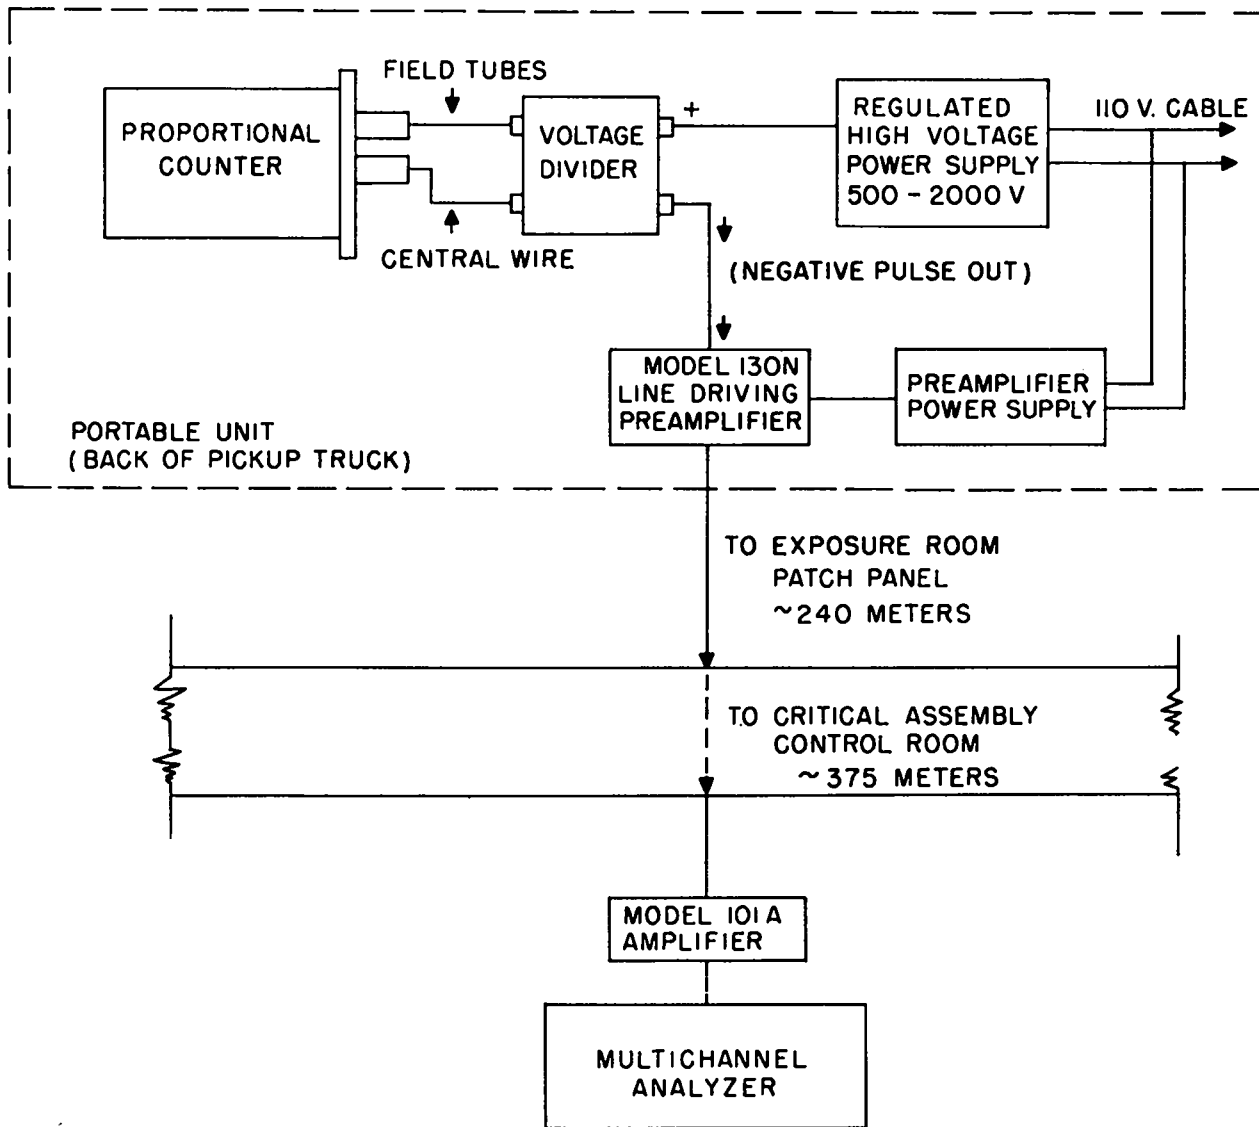 FIELD TUBES
PROPORTIONAL
COUNTER
CENTRAL WIRE
VOLTAGE
DIVIDER
+
REGULATED
HIGH VOLTAGE
POWER SUPPLY
500 - 2000 V
110 V. CABLE
(NEGATIVE PULSE OUT)
MODEL 130N
LINE DRIVING
PREAMPLIFIER
PREAMPLIFIER
POWER SUPPLY
PORTABLE UNIT
(BACK OF PICKUP TRUCK)
TO EXPOSURE ROOM
PATCH PANEL
~240 METERS
TO CRITICAL ASSEMBLY
CONTROL ROOM
~375 METERS
MODEL 101A
AMPLIFIER
MULTICHANNEL
ANALYZER